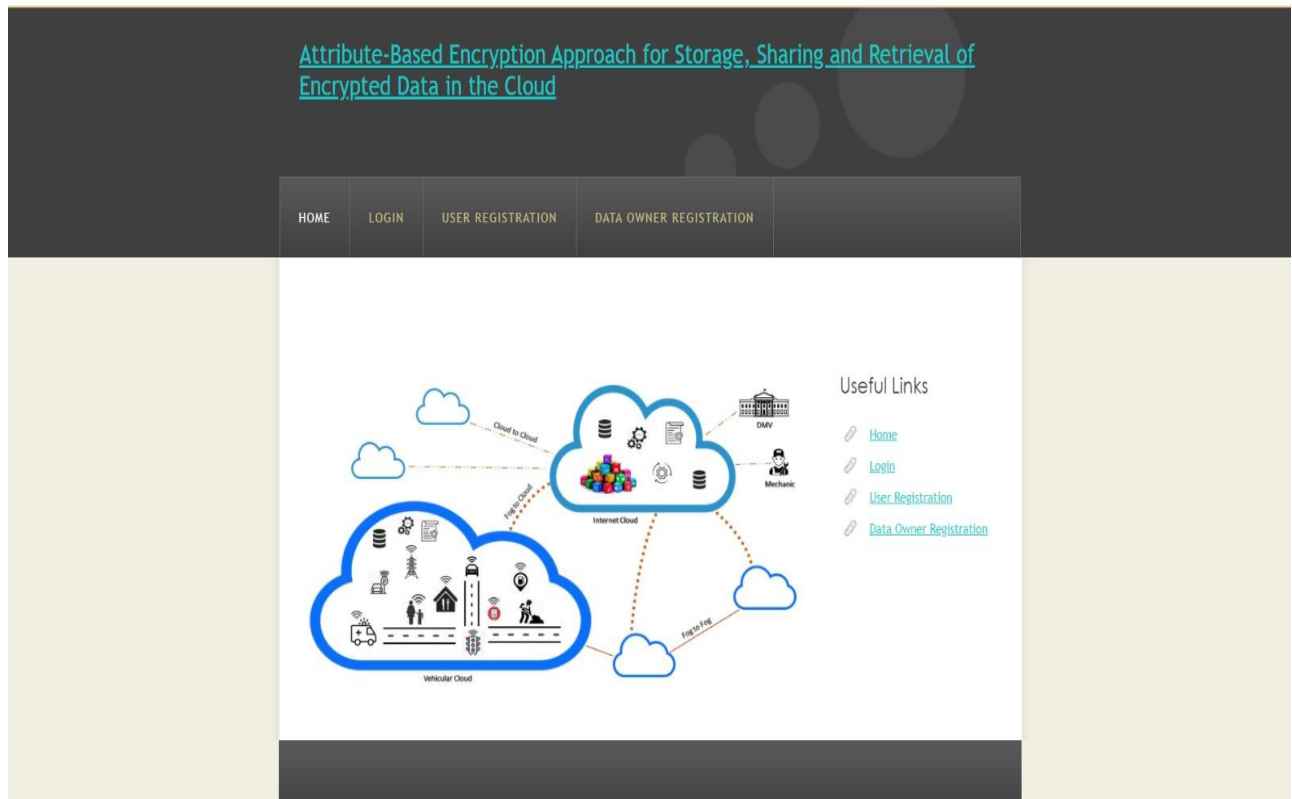 Attribute-Based Encryption Approach for Storage, Sharing and Retrieval of
Encrypted Data in the Cloud
HOME
LOGIN
USER REGISTRATION
DATA OWNER REGISTRATION
Cloud to Cloud
DMV
Mechanic
Fog to Cloud
Internet Cloud
Fog to Fog
Vehicular Cloud
Useful Links
Home
Login
User Registration
Data Owner Registration